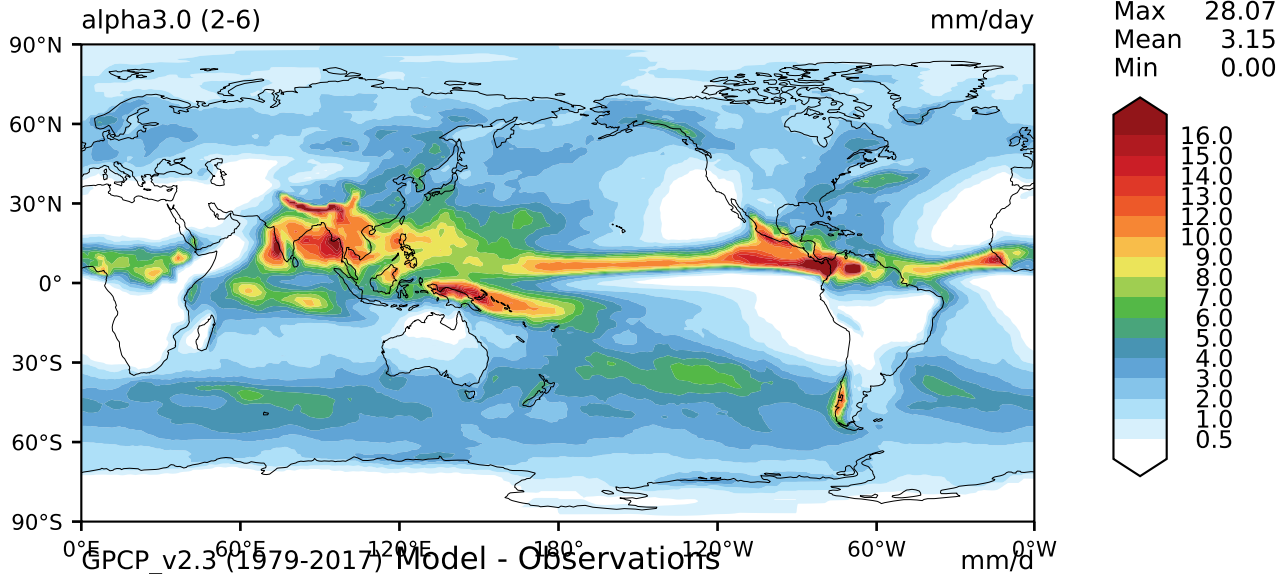 alpha3.0 (2-6) mm/day
Max 28.07
Mean 3.15
Min 0.00
90°N
60°N
30°N
0°
30°S
60°S
90°S
0°E 60°E 120°E 180° 120°W 60°W 0°W
GPCP_v2.3 (1979-2017) Model - Observations mm/d
16.0
15.0
14.0
13.0
12.0
10.0
9.0
8.0
7.0
6.0
5.0
4.0
3.0
2.0
1.0
0.5